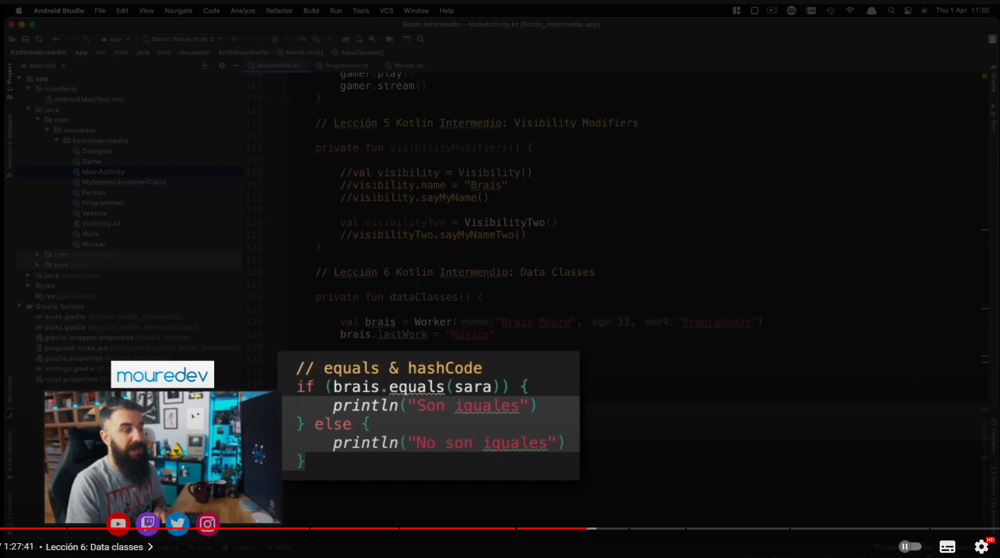 Android Studio File Edit View Navigate Code Analyze Refactor Build Run Tools VCS Window Help Thu 1 Apr 11:30
Kotlin Intermedio – MainActivity.kt [Kotlin_Intermedio.app]
app Xiaomi Redmi Note 3
KotlinIntermedio app src main java com mouredev kotlinintermedio MainActivity dataClasses()
Android
MainActivity.kt Programmer.kt Worker.kt
1: Project
Resource Manager
7: Structure
Build Variants
Favorites
app
manifests
AndroidManifest.xml
java
com
mouredev
kotlinintermedio
Designer
Game
MainActivity
MyNestedAndInnerClass
Person
Programmer
Vehicle
Visibility.kt
Work
Worker
com
com
java (generated)
res
res (generated)
Gradle Scripts
build.gradle (Project: Kotlin_Intermedio)
build.gradle (Module: Kotlin_Intermedio.app)
gradle-wrapper.properties (Gradle Version)
proguard-rules.pro (ProGuard Rules for Kotlin_Intermedio.
gradle.properties
settings.gradle
local.properties
108 gamer.play()
109 gamer.stream()
110 }
111
112 // Lección 5 Kotlin Intermedio: Visibility Modifiers
113
114 private fun visibilityModifiers() {
115
116 //val visibility = Visibility()
117 //visibility.name = "Brais"
118 //visibility.sayMyName()
119
120 val visibilityTwo = VisibilityTwo()
121 //visibilityTwo.sayMyNameTwo()
122 }
123
124 // Lección 6 Kotlin Intermendio: Data Classes
125
126 private fun dataClasses() {
127
128 val brais = Worker( name: "Brais Moure", age: 33, work: "Programador")
129 brais.lastWork = "Músico"
130
// equals & hashCode
if (brais.equals(sara)) {
println("Son iguales")
} else {
println("No son iguales")
}
Gradle
Run
Emulator
Device File Explorer
mouredev
MARVEL
Logcat Build Terminal TODO
/ 1:27:41 • Lección 6: Data classes
HD